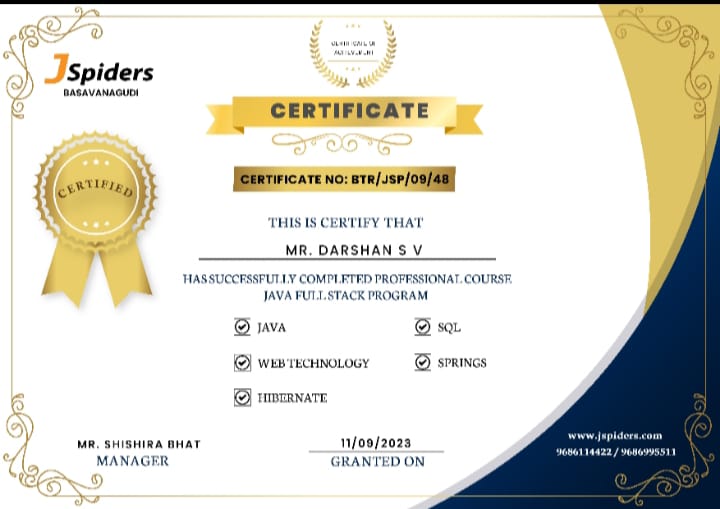 CERTIFICATE OF
ACHIEVEMENT
JSpiders
BASAVANAGUDI
CERTIFICATE
CERTIFIED
CERTIFICATE NO: BTR/JSP/09/48
THIS IS CERTIFY THAT
MR. DARSHAN S V
HAS SUCCESSFULLY COMPLETED PROFESSIONAL COURSE
JAVA FULL STACK PROGRAM
JAVA
SQL
WEB TECHNOLOGY
SPRINGS
HIBERNATE
MR. SHISHIRA BHAT
MANAGER
11/09/2023
GRANTED ON
www.jspiders.com
9686114422 / 9686995511